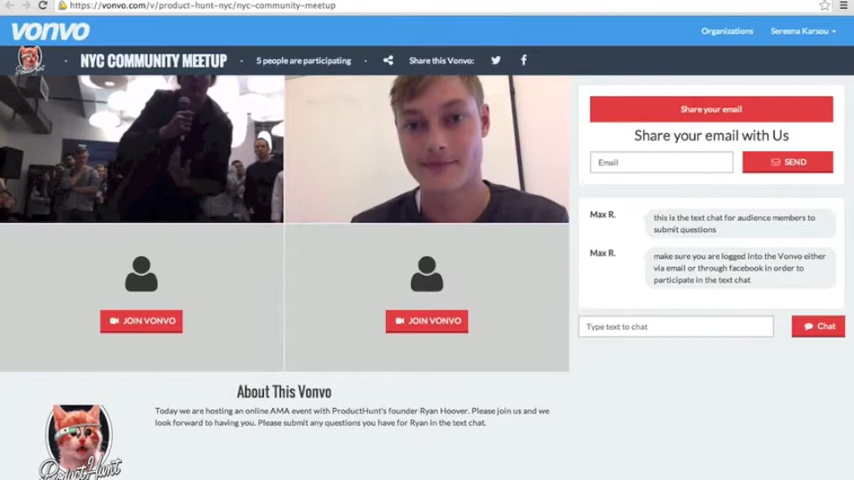 https://vonvo.com/v/product-hunt-nyc/nyc-community-meetup
vonvo
Organizations
Sereena Karsou
NYC COMMUNITY MEETUP
5 people are participating
Share this Vonvo:
Share your email
Share your email with Us
Email
SEND
Max R.
this is the text chat for audience members to
submit questions
Max R.
make sure you are logged into the Vonvo either
via email or through facebook in order to
participate in the text chat
JOIN VONVO
JOIN VONVO
Type text to chat
Chat
About This Vonvo
Today we are hosting an online AMA event with ProductHunt's founder Ryan Hoover. Please join us and we
look forward to having you. Please submit any questions you have for Ryan in the text chat.
Product Hunt